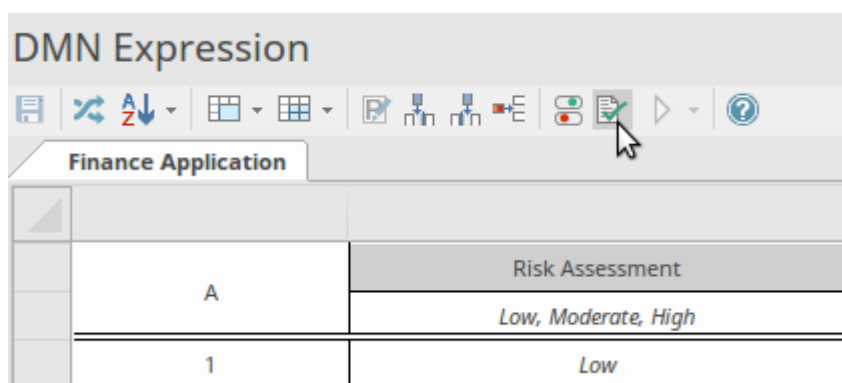 DMN Expression
A
Z
Finance Application
A
Risk Assessment
Low, Moderate, High
1
Low